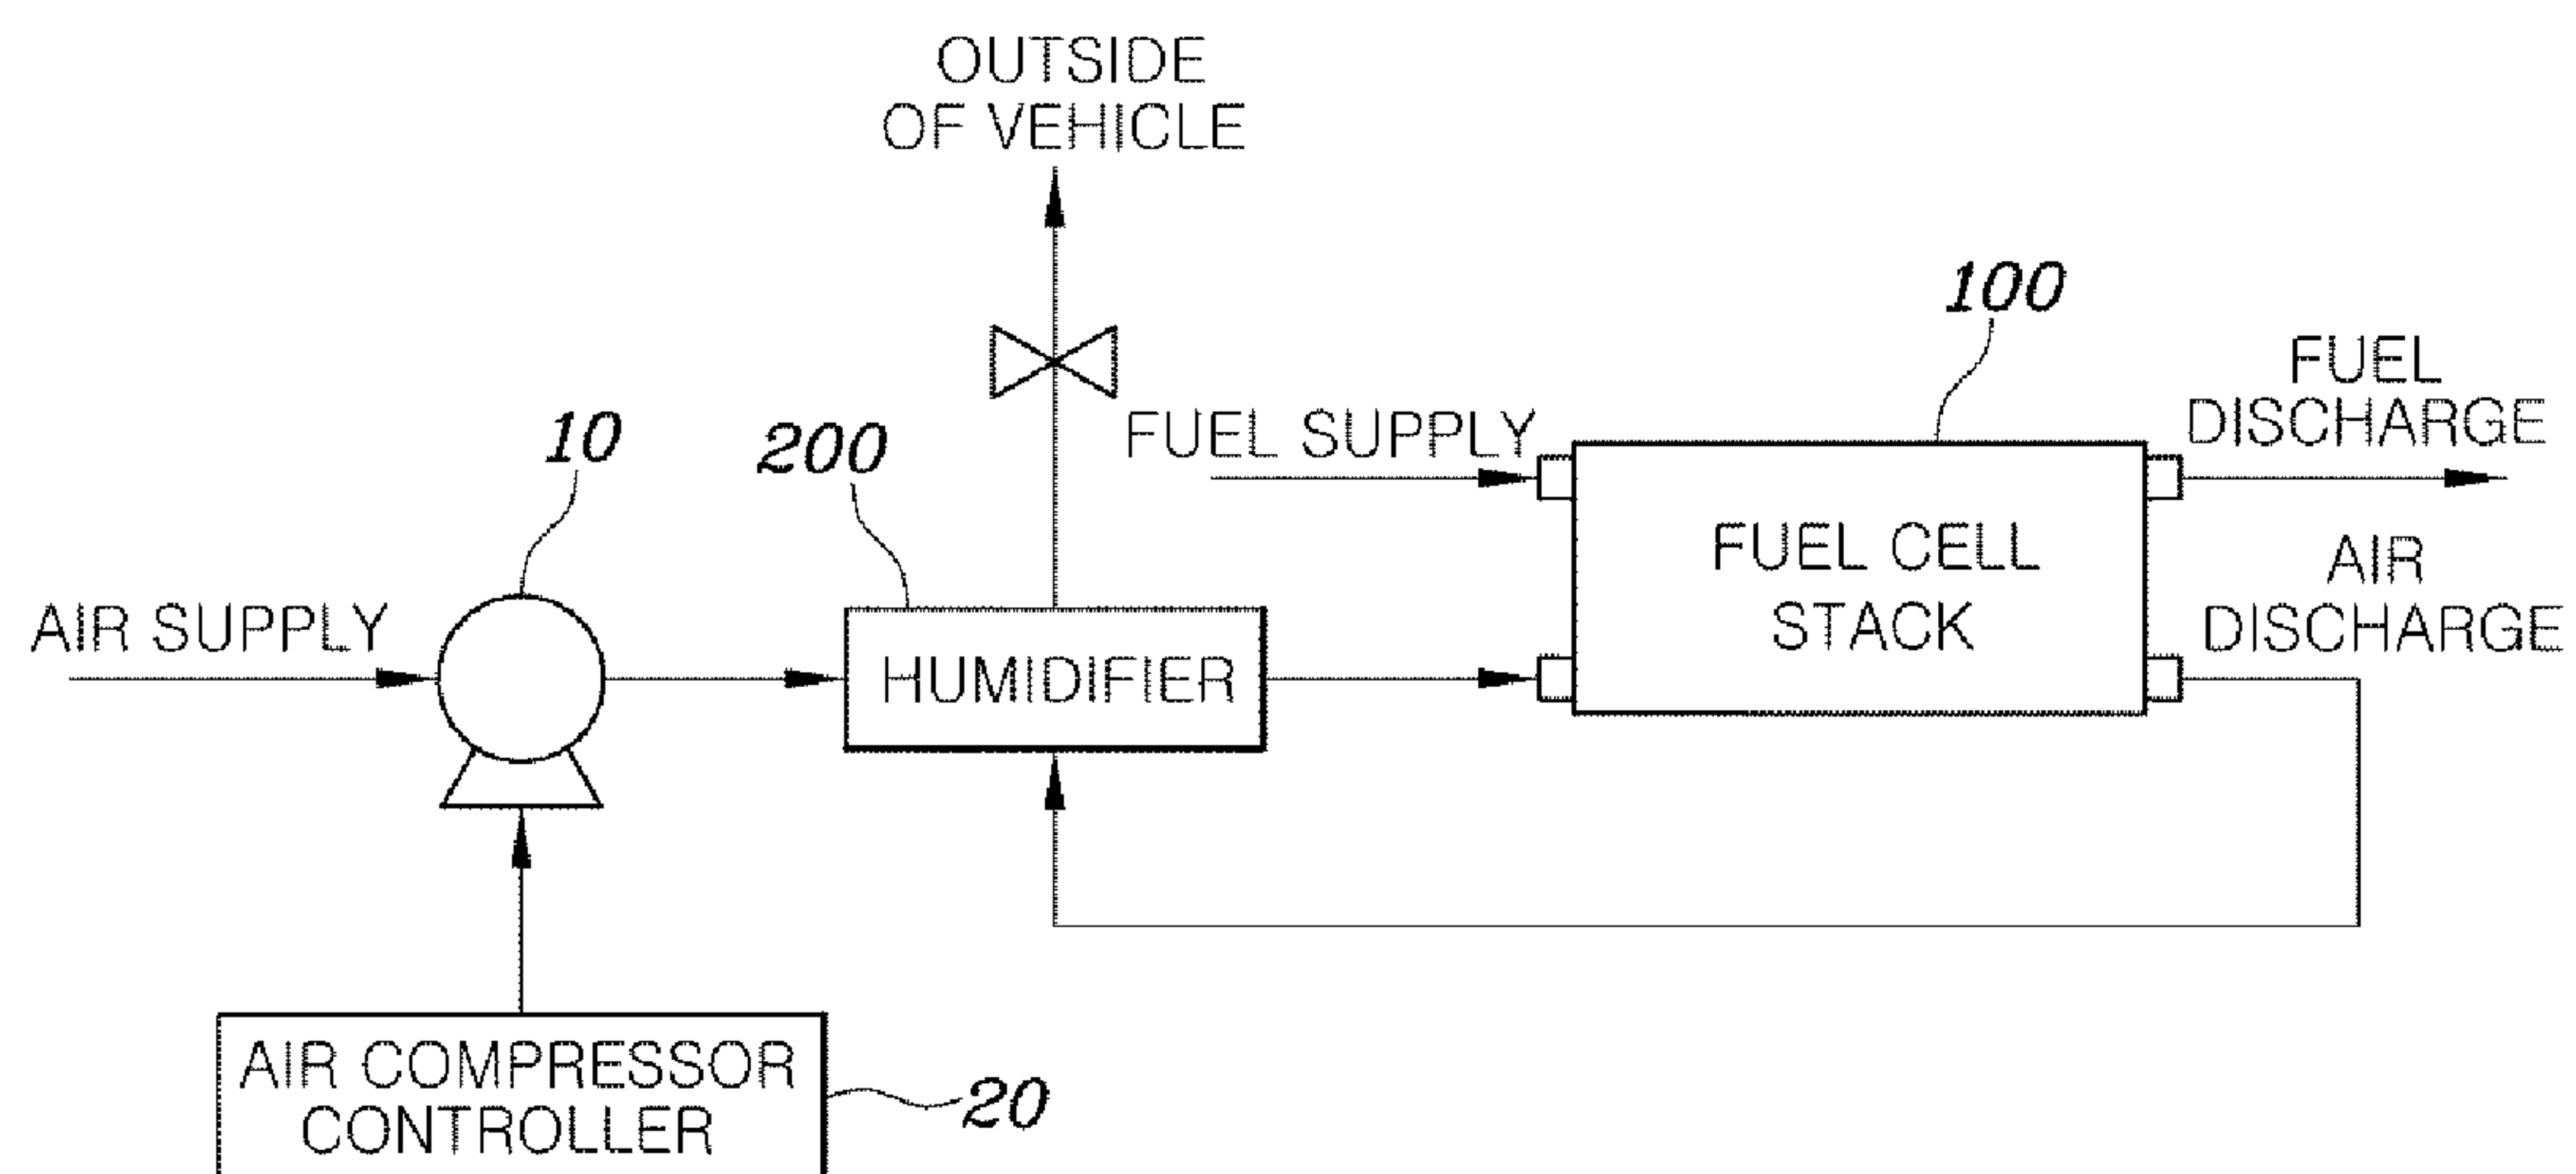 OUTSIDE
OF VEHICLE
100
FUEL
DISCHARGE
10
200
FUEL SUPPLY
FUEL CELL
STACK
AIR
DISCHARGE
AIR SUPPLY
HUMIDIFIER
AIR COMPRESSOR
CONTROLLER
20